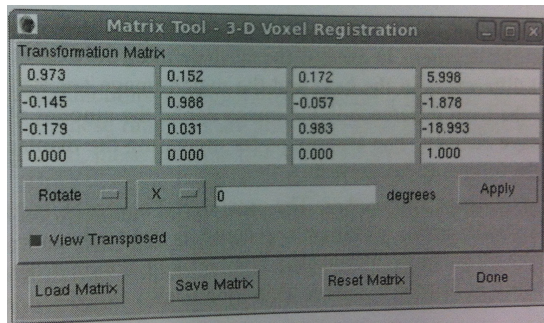 Matrix Tool - 3-D Voxel Registration
Transformation Matrix
0.973 0.152 0.172 5.998
-0.145 0.988 -0.057 -1.878
-0.179 0.031 0.983 -18.993
0.000 0.000 0.000 1.000
Rotate X 0 degrees Apply
View Transposed
Load Matrix Save Matrix Reset Matrix Done